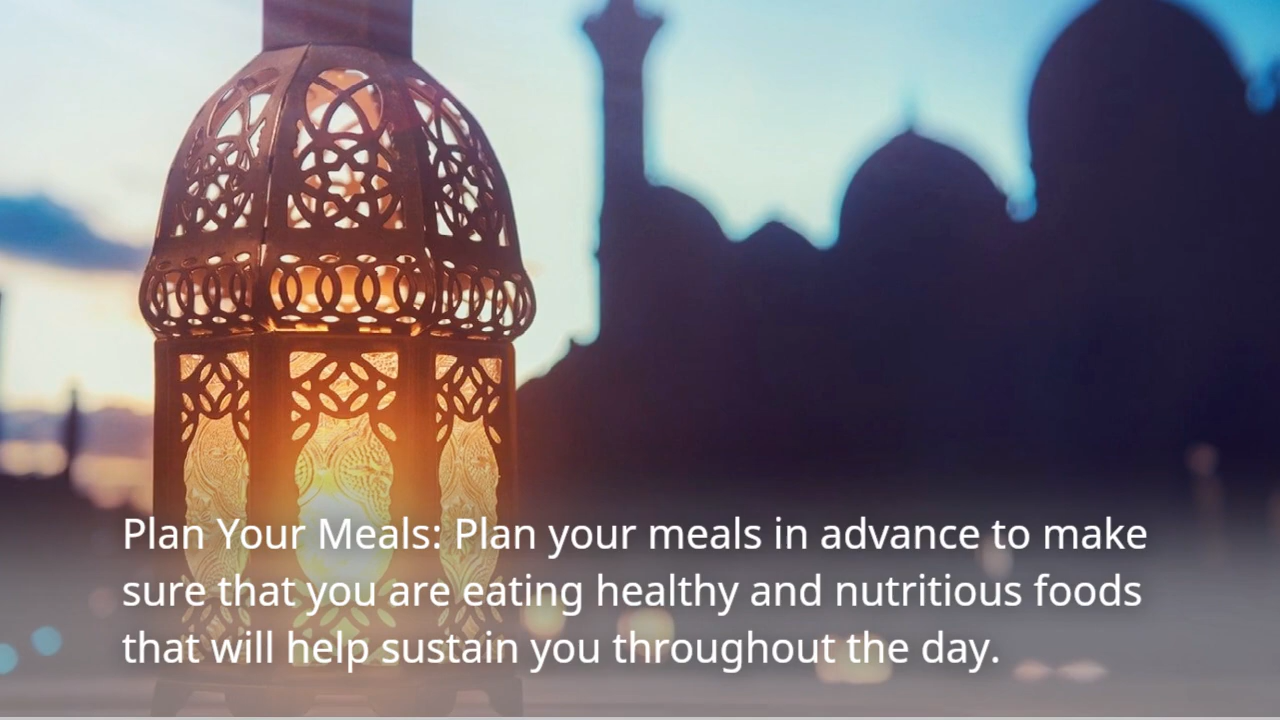 Plan Your Meals: Plan your meals in advance to make
sure that you are eating healthy and nutritious foods
that will help sustain you throughout the day.